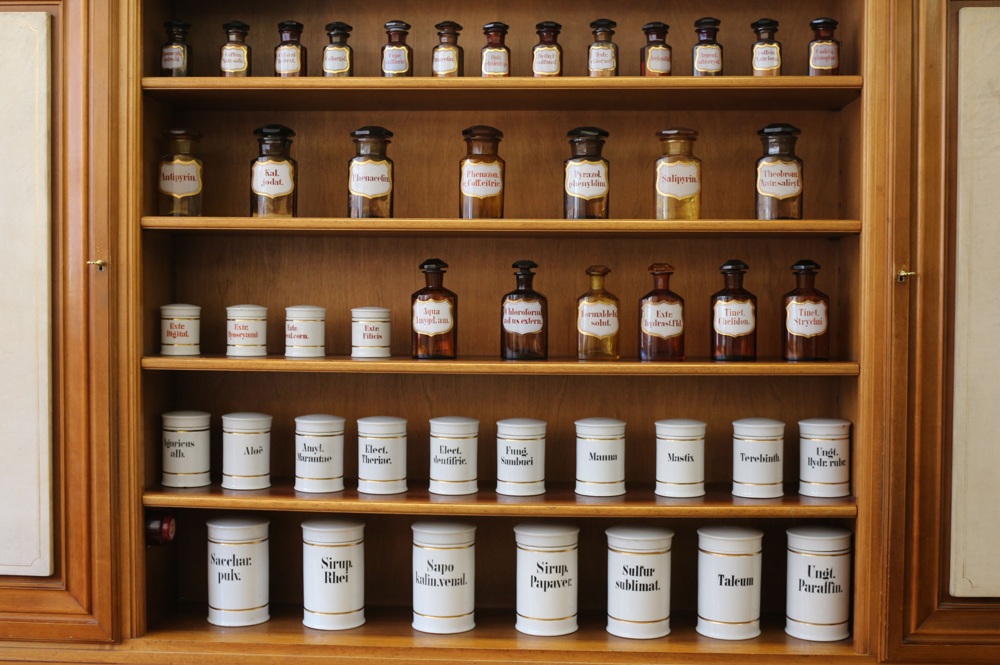 Coffein.
Natr. salic.
Chloral
hydrat.
Collargol
Cupr.
sulfuric.
Diuretin.
Hydr.
chlorat.
Methyl-
sulfonal
Hydr.
chlor. mit.
Argent.
nitr. cryst.
Coffein.
Natr. benz.
Codein.
phosphor.
Antipyrin.
Kal.
jodat.
Phenacetin.
Phenazon.
c. Coff. citric.
Pyrazol.
phenyldim.
Salipyrin.
Theobrom.
Natr. salicyl.
Extr.
Digital.
Extr.
Hyoscyami
Extr.
Secal. corn.
Extr.
Filicis
Aqua
Amygd. am.
Chloroform.
ad us extern.
Formaldeh.
solut.
Extr.
hydrast. fld.
Tinct.
Chelidon.
Tinct.
Strychni
Agaricus
alb.
Aloë
Amyl.
Marantae
Elect.
Theriac.
Elect.
dentifric.
Fung.
Sambuci
Manna
Mastix
Terebinth.
Ungt.
Hydr. rubr.
Sacchar.
pulv.
Sirup.
Rhei
Sapo
kalin. venal.
Sirup.
Papaver.
Sulfur
sublimat.
Talcum
Ungt.
Paraffin.